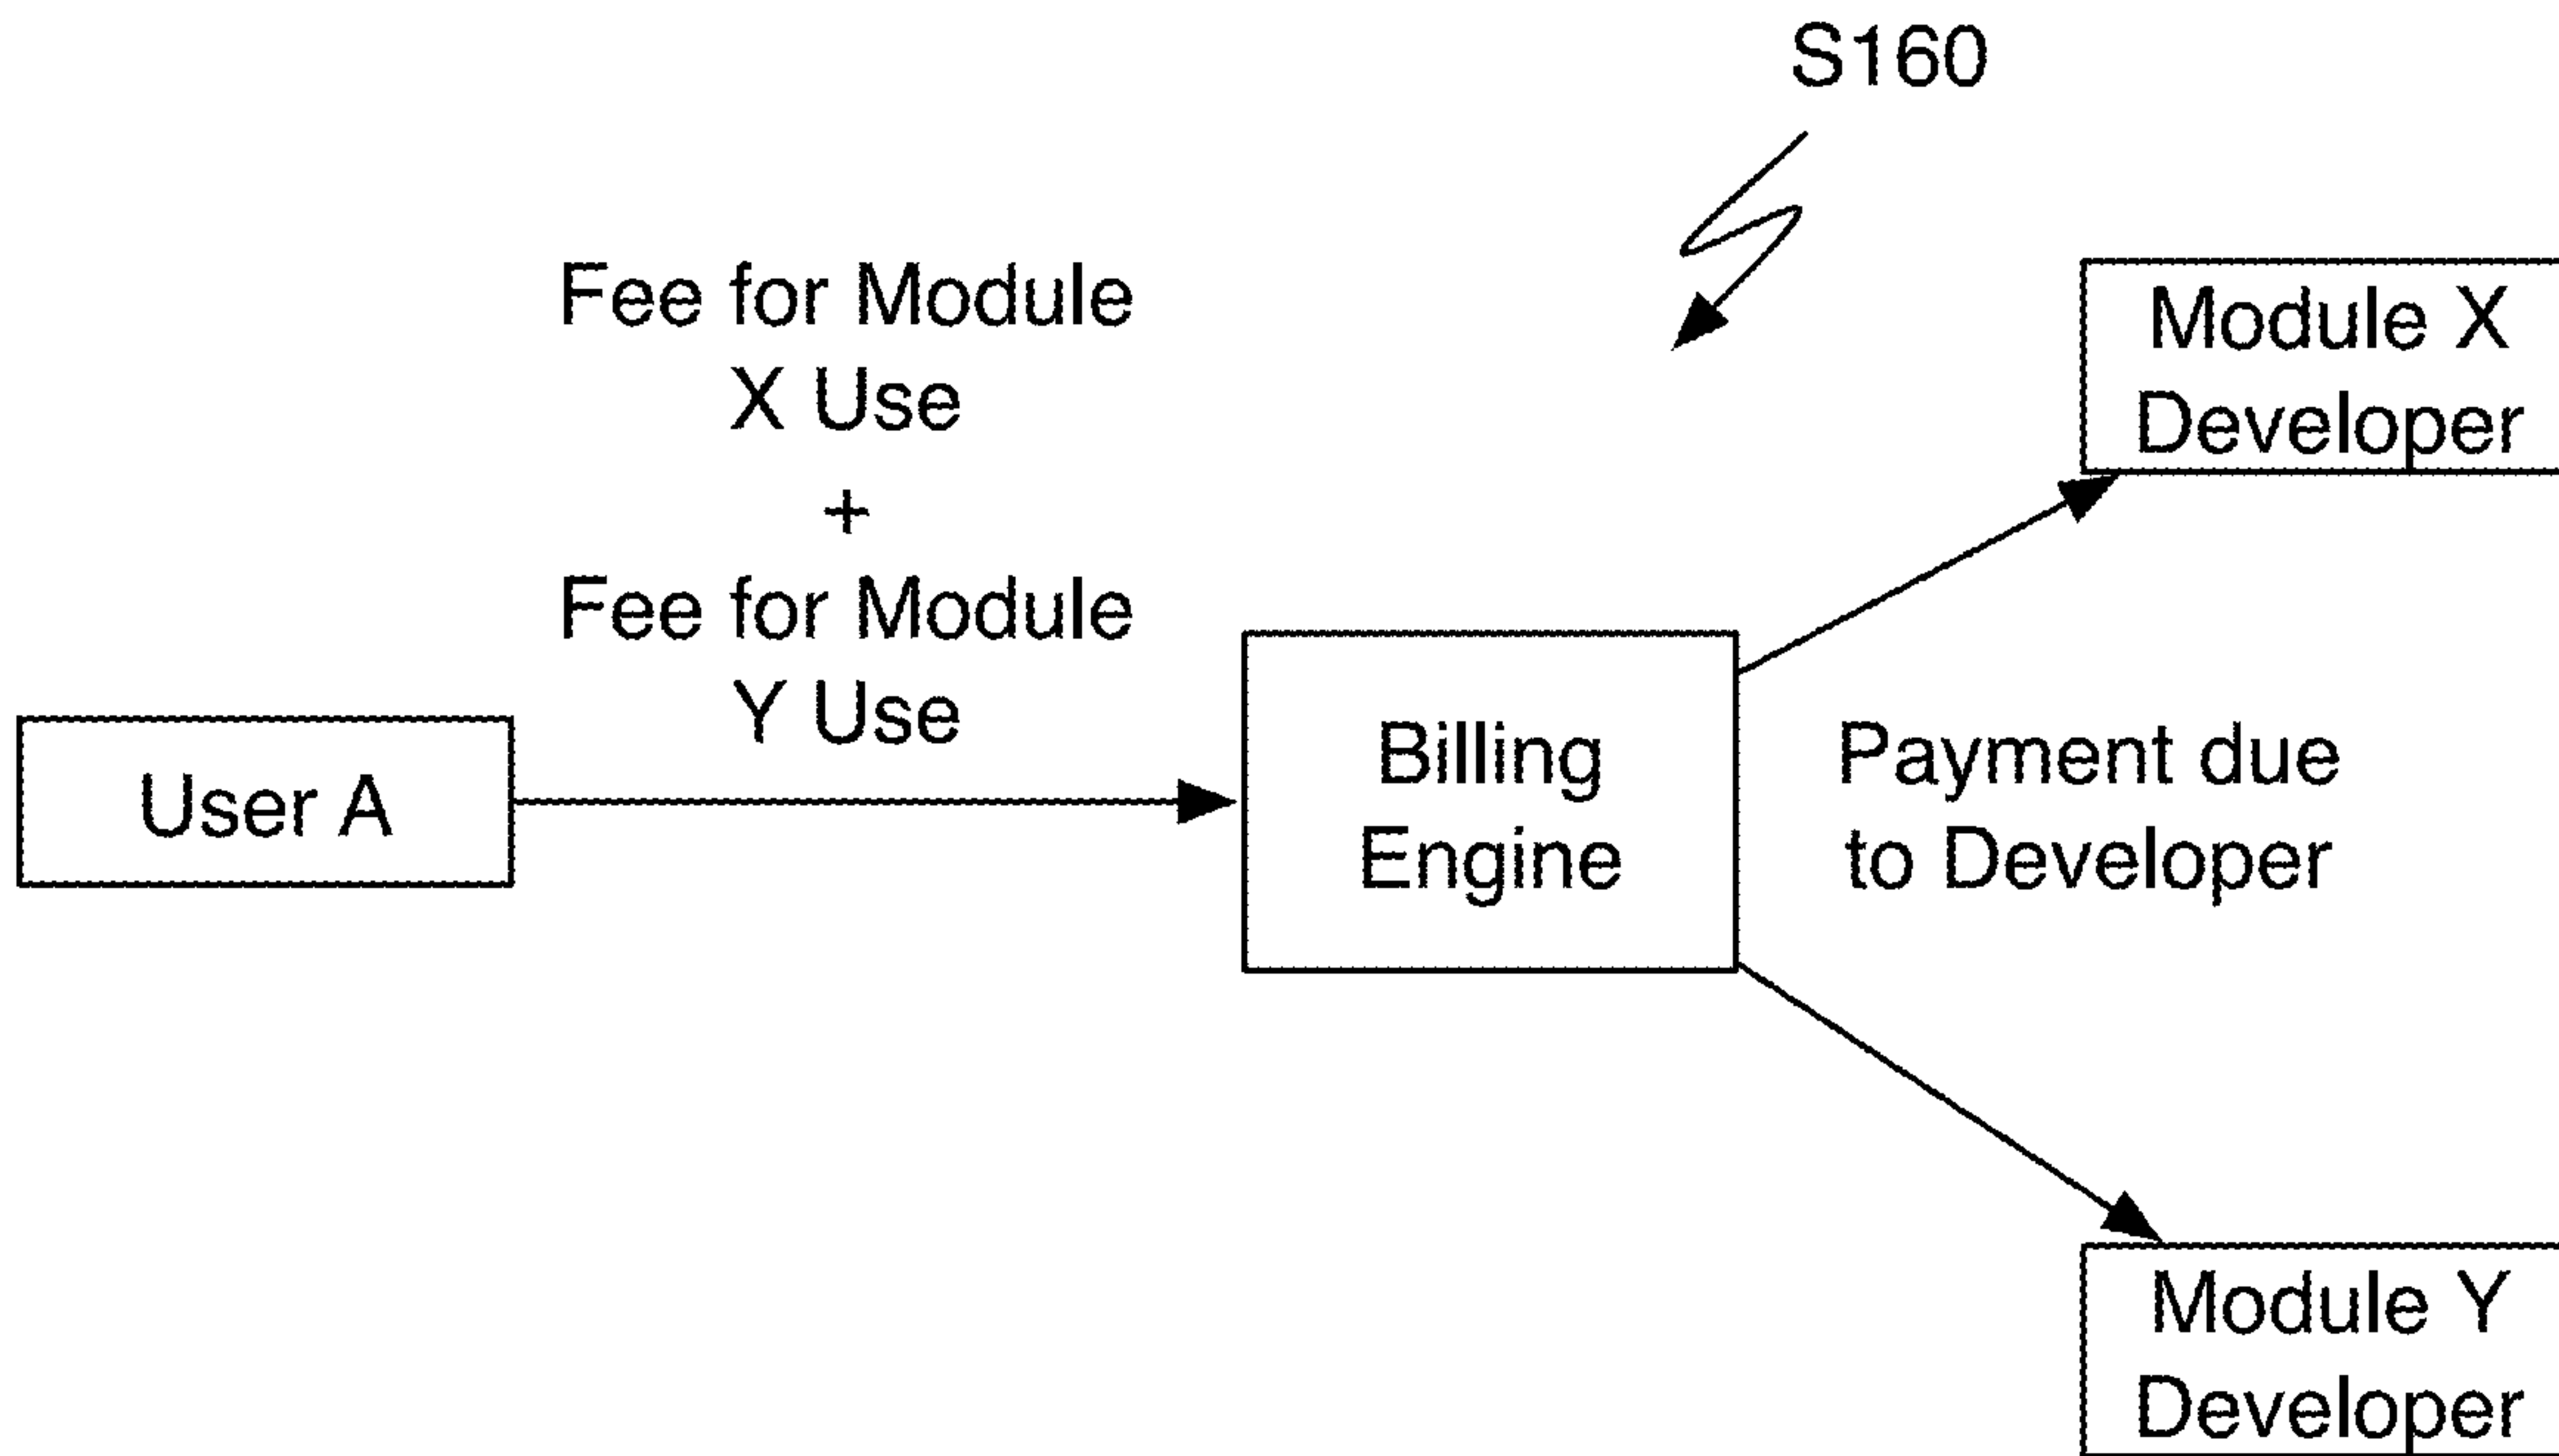 S160
Fee for Module
X Use
+
Fee for Module
Y Use
User A
Billing
Engine
Payment due
to Developer
Module X
Developer
Module Y
Developer